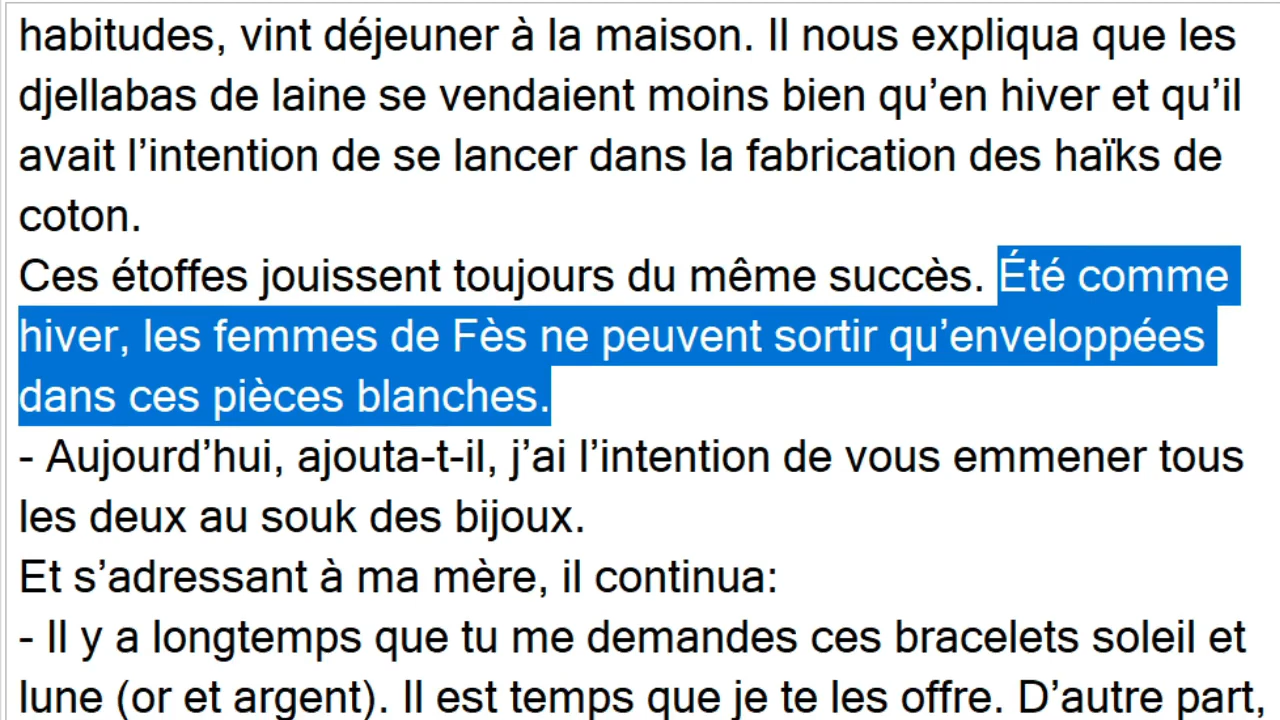 habitudes, vint déjeuner à la maison. Il nous expliqua que les
djellabas de laine se vendaient moins bien qu’en hiver et qu’il
avait l’intention de se lancer dans la fabrication des haïks de
coton.
Ces étoffes jouissent toujours du même succès. Été comme
hiver, les femmes de Fès ne peuvent sortir qu’enveloppées
dans ces pièces blanches.
- Aujourd’hui, ajouta-t-il, j’ai l’intention de vous emmener tous
les deux au souk des bijoux.
Et s’adressant à ma mère, il continua:
- Il y a longtemps que tu me demandes ces bracelets soleil et
lune (or et argent). Il est temps que je te les offre. D’autre part,